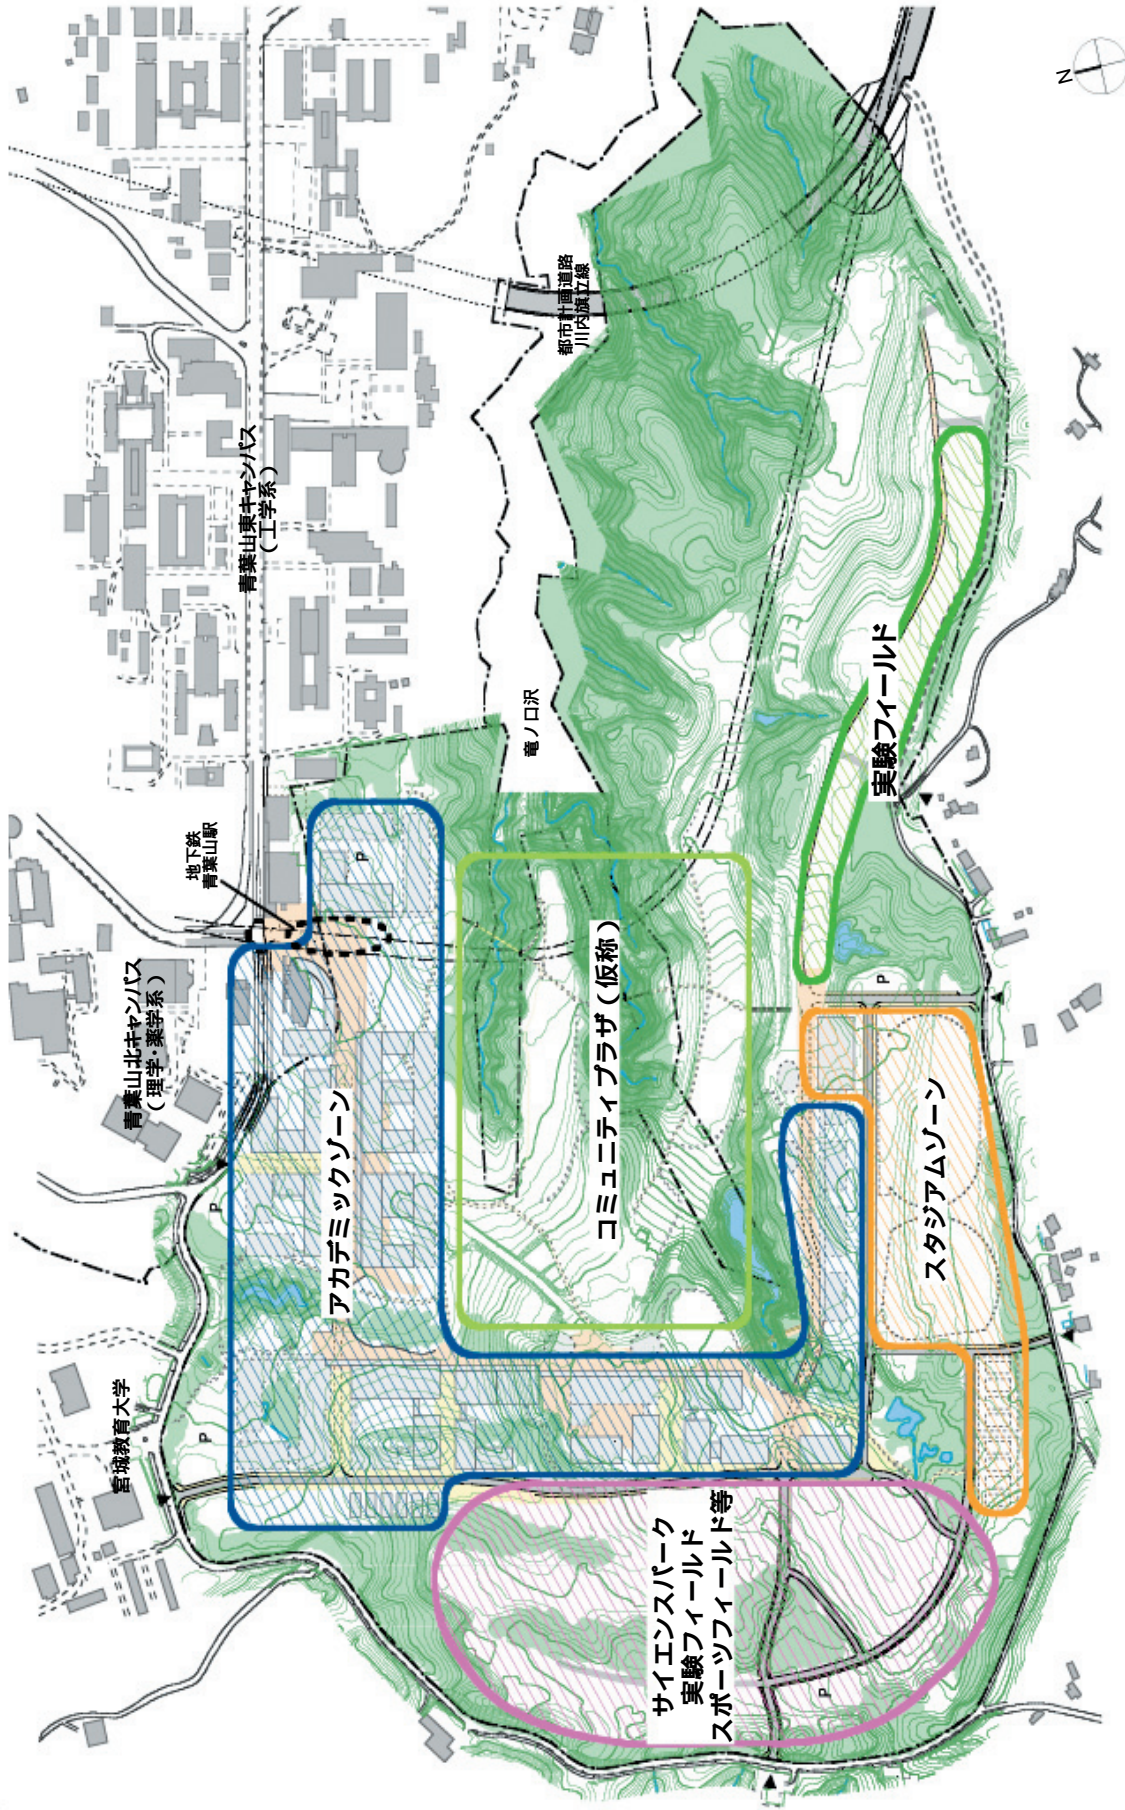 N
青葉山東キャンパス
（工学系）
都市計画道路
川内旗立線
竜ノ口沢
地下鉄
青葉山駅
P
青葉山北キャンパス
（理学・薬学系）
アカデミックゾーン
コミュニティプラザ（仮称）
実験フィールド
P
スタジアムゾーン
P
宮城教育大学
P
サイエンスパーク
実験フィールド
スポーツフィールド等
P